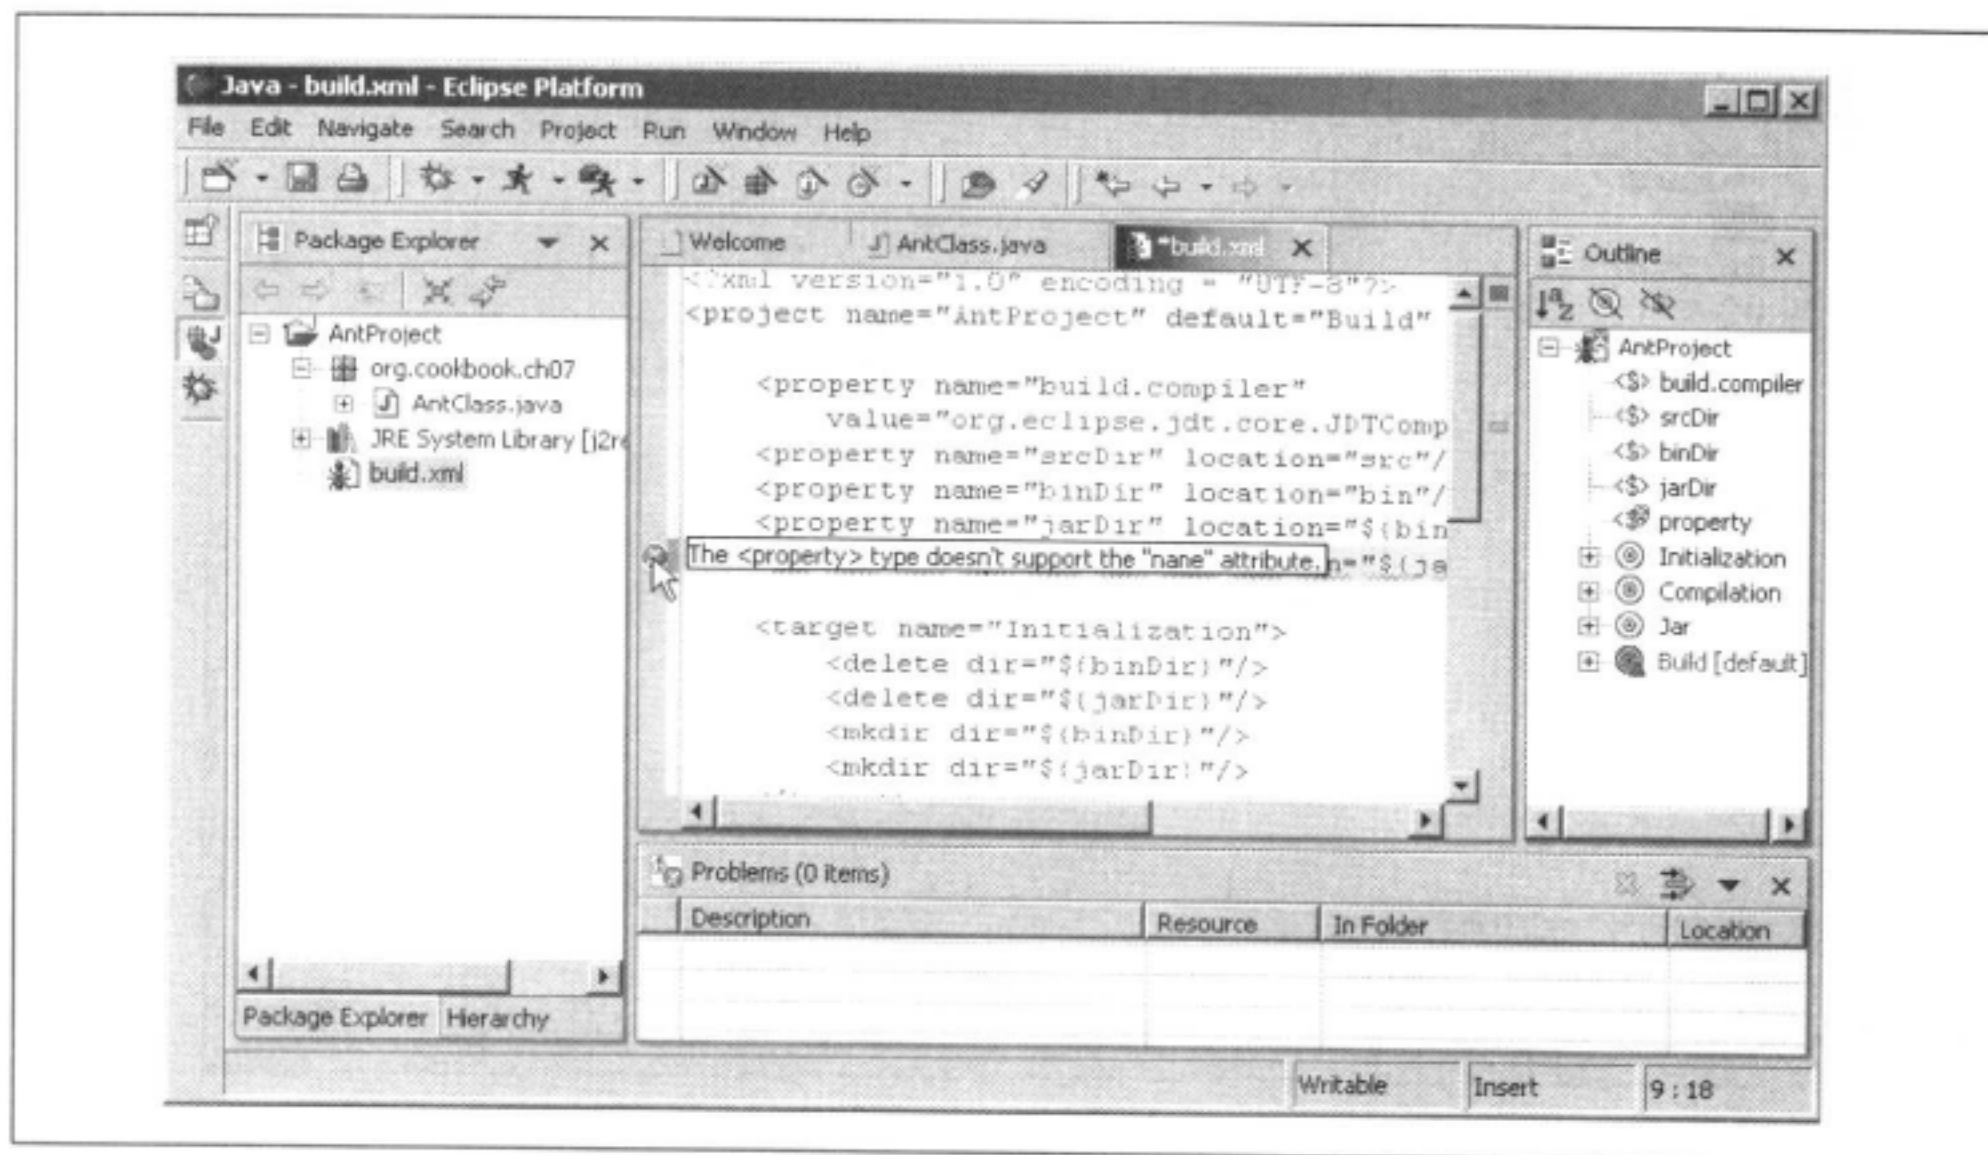 Java - build.xml - Eclipse Platform
File Edit Navigate Search Project Run Window Help
Package Explorer
AntProject
org.cookbook.ch07
AntClass.java
JRE System Library [j2re
build.xml
Package Explorer Hierarchy
Welcome AntClass.java *build.xml
<?xml version="1.0" encoding = "UTF-8"?>
<project name="AntProject" default="Build"
<property name="build.compiler"
value="org.eclipse.jdt.core.JDTComp
<property name="srcDir" location="src"/
<property name="binDir" location="bin"/
<property name="jarDir" location="${bin
The <property> type doesn't support the "nane" attribute. n="${ja
<target name="Initialization">
<delete dir="${binDir}"/>
<delete dir="${jarDir}"/>
<mkdir dir="${binDir}"/>
<mkdir dir="${jarDir}"/>
Outline
AntProject
build.compiler
srcDir
binDir
jarDir
property
Initialization
Compilation
Jar
Build [default]
Problems (0 items)
Description Resource In Folder Location
Writable Insert 9 : 18